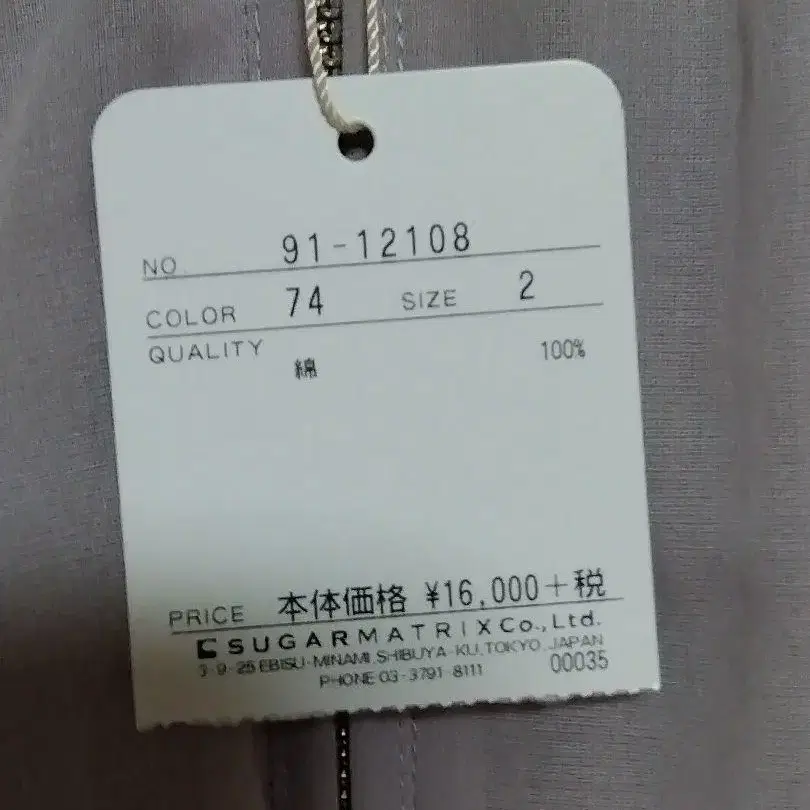 NO. 91-12108
COLOR 74 SIZE 2
QUALITY
綿 100%
PRICE 本体価格 ¥16,000+税
SUGARMATRIX Co., Ltd.
3-9-25 EBISU-MINAMI, SHIBUYA-KU, TOKYO, JAPAN
PHONE 03-3791-8111 00035